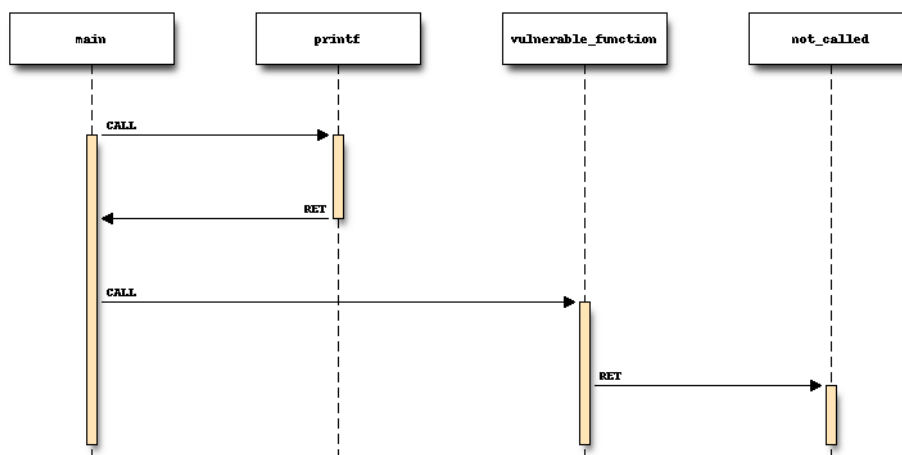 main
printf
vulnerable_function
not_called
CALL
RET
CALL
RET